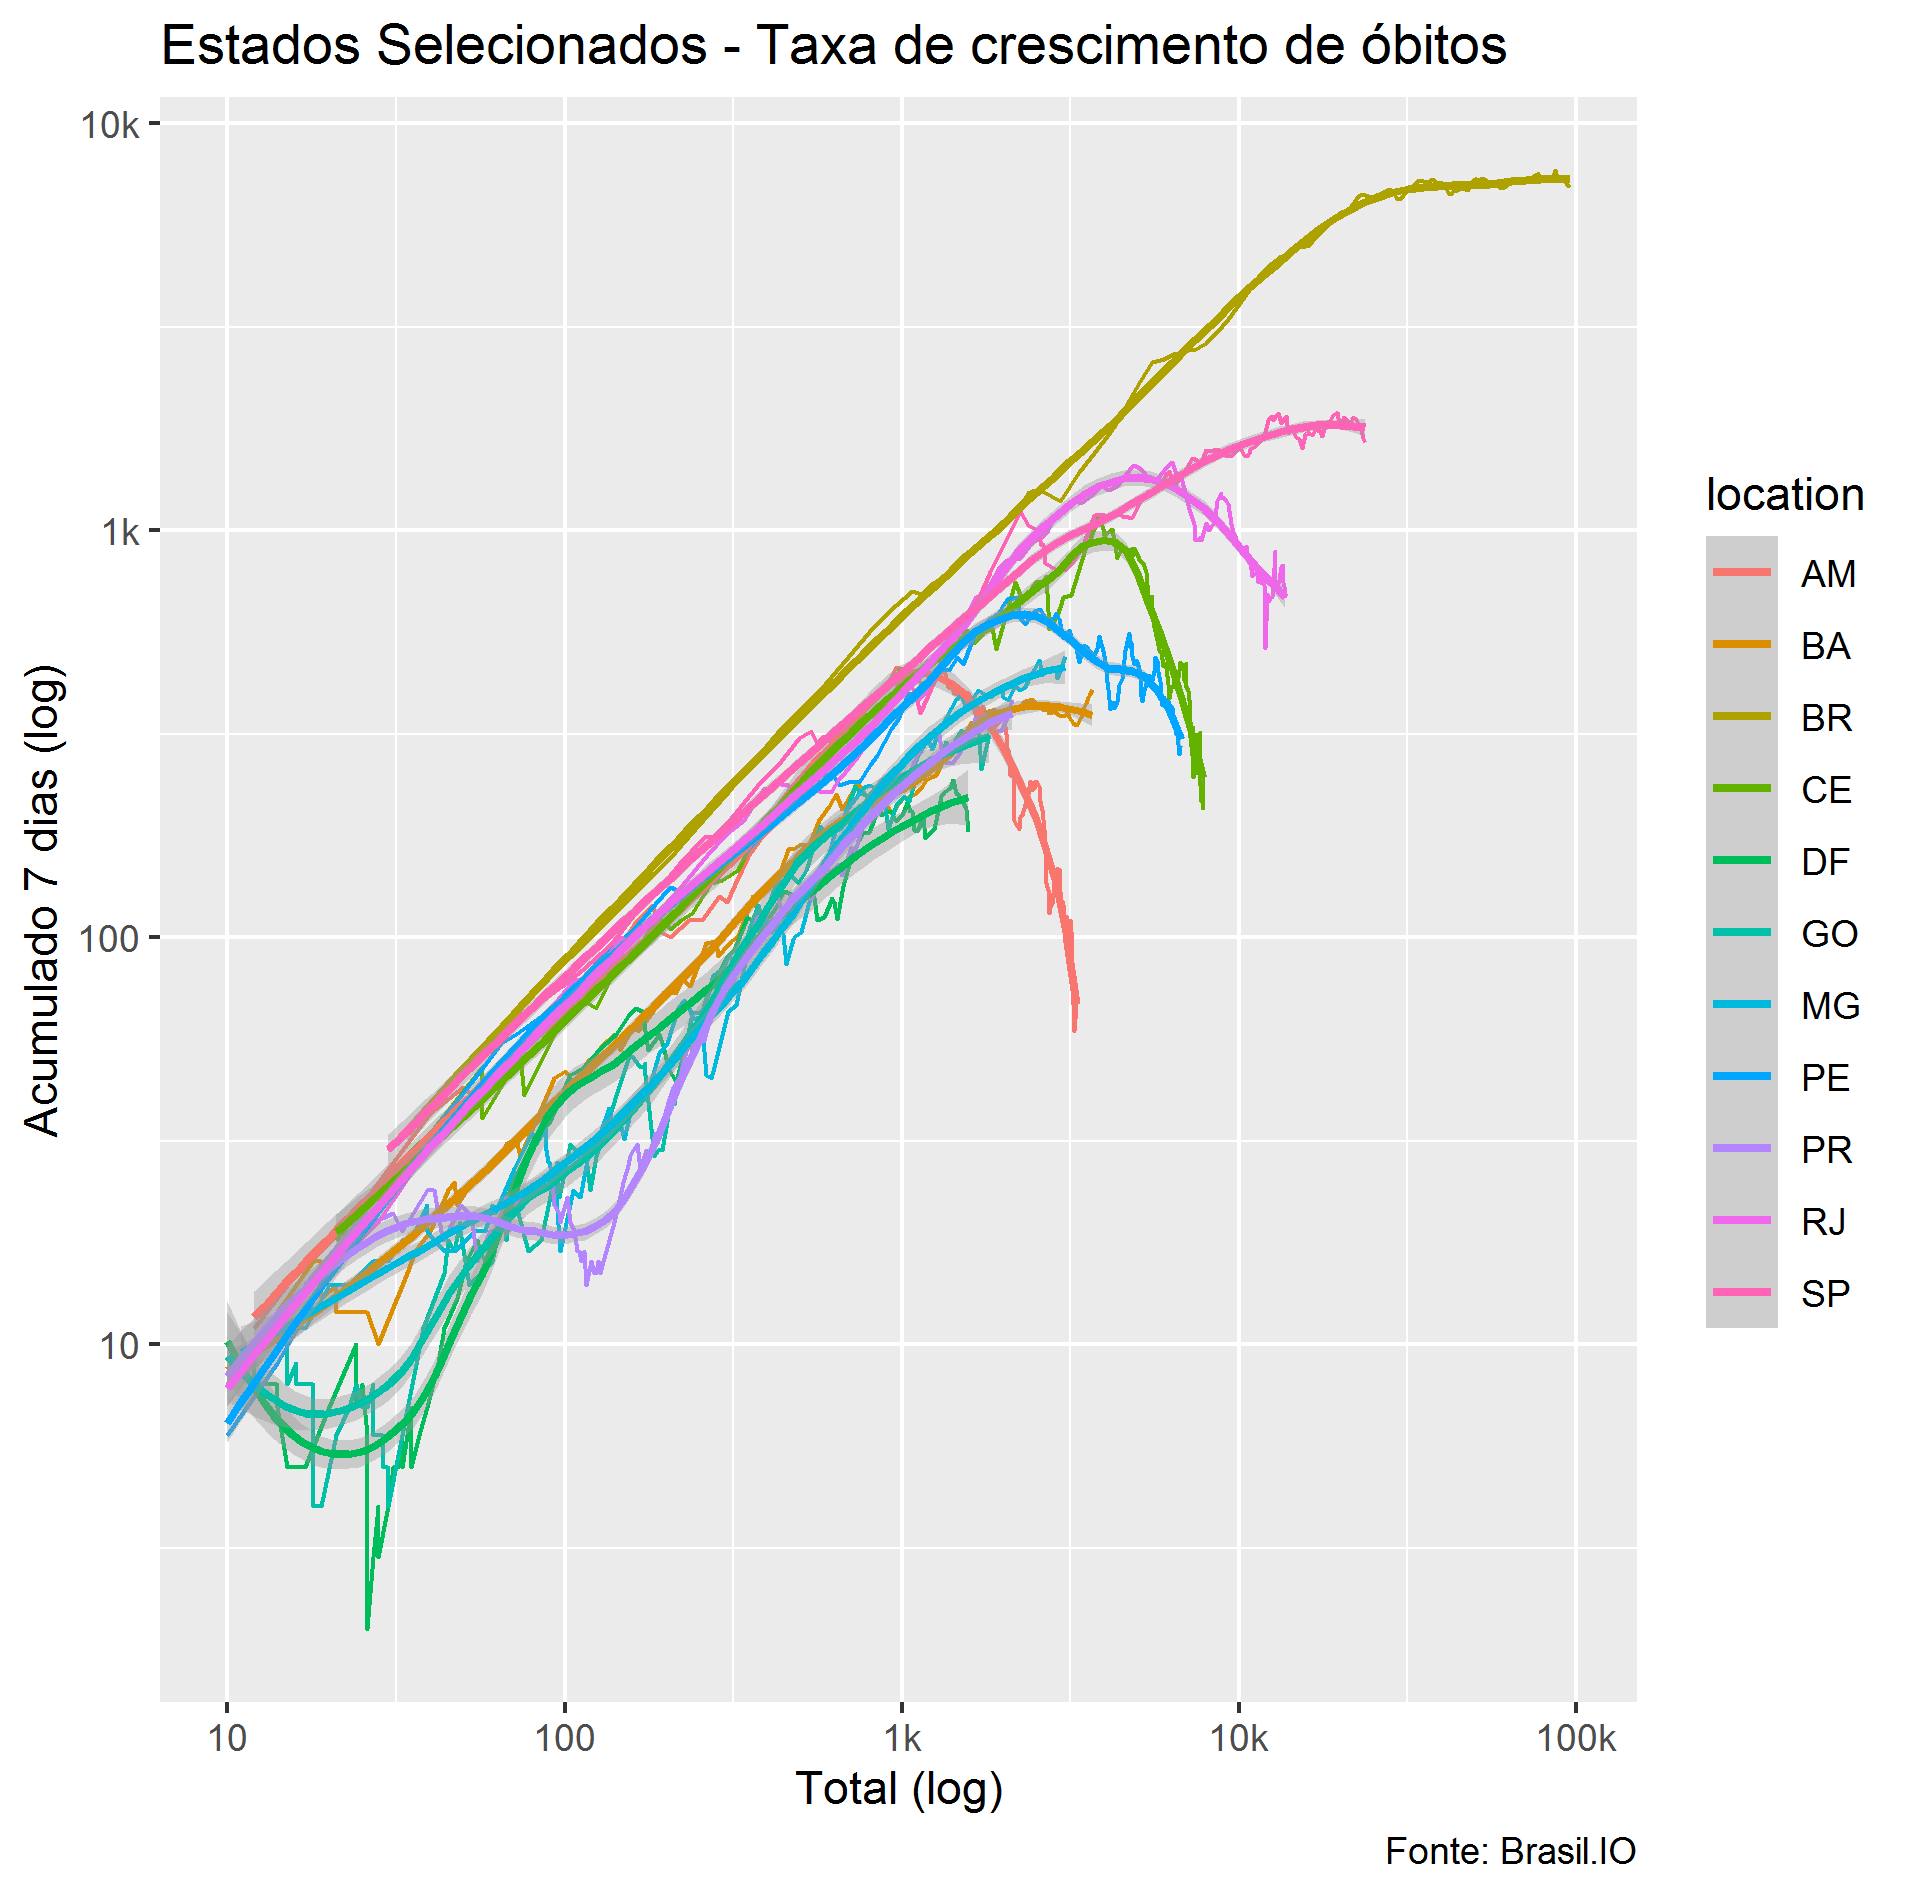 Estados Selecionados - Taxa de crescimento de óbitos
10k
1k
100
10
Acumulado 7 dias (log)
10
100
1k
10k
100k
Total (log)
location
AM
BA
BR
CE
DF
GO
MG
PE
PR
RJ
SP
Fonte: Brasil.IO